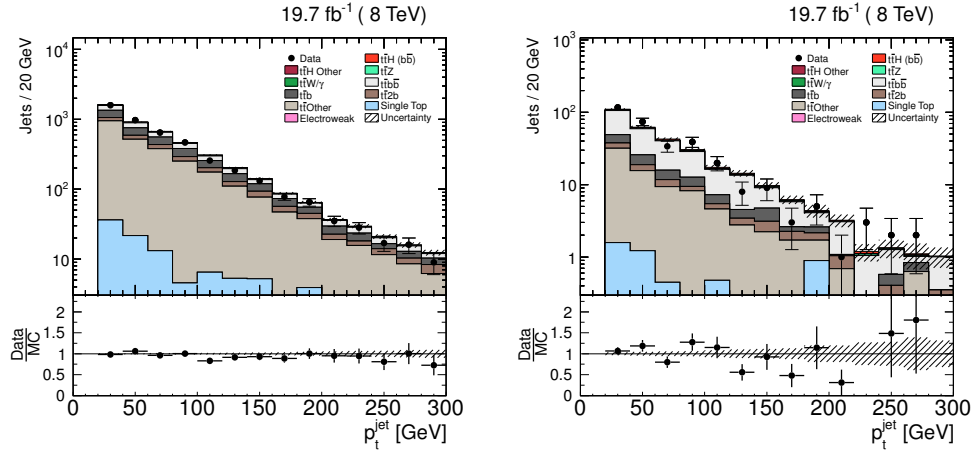 19.7 fb⁻¹ ( 8 TeV)
Jets / 20 GeV
10⁴
10³
10²
10
Data
tt̄H Other
tt̄W/γ
tt̄b
tt̄Other
Electroweak
tt̄H (bb̄)
tt̄Z
tt̄bb̄
tt̄2b
Single Top
Uncertainty
Data
MC
2
1.5
1
0.5
0
0 50 100 150 200 250 300
p_t^jet [GeV]
19.7 fb⁻¹ ( 8 TeV)
Jets / 20 GeV
10³
10²
10
1
Data
tt̄H Other
tt̄W/γ
tt̄b
tt̄Other
Electroweak
tt̄H (bb̄)
tt̄Z
tt̄bb̄
tt̄2b
Single Top
Uncertainty
Data
MC
2
1.5
1
0.5
0
0 50 100 150 200 250 300
p_t^jet [GeV]